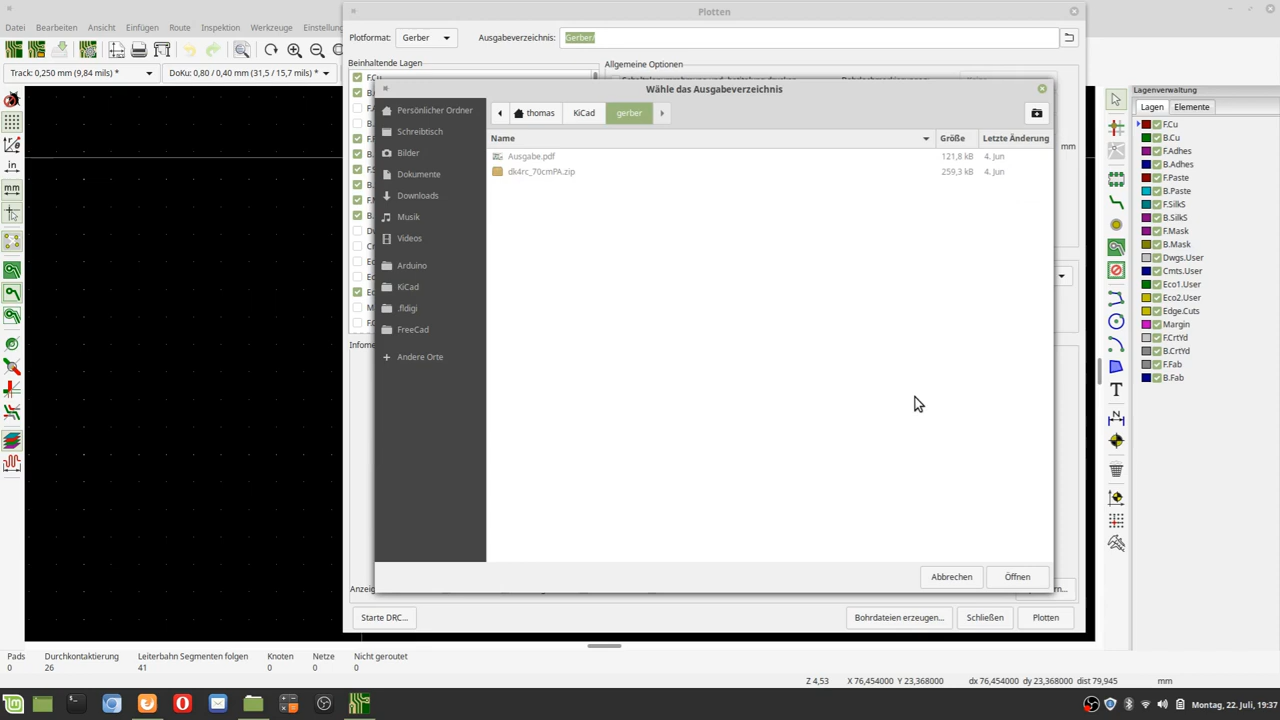 Plotten
Datei Bearbeiten Ansicht Einfügen Route Inspektion Werkzeuge Einstellung
Plotformat: Gerber Ausgabeverzeichnis: Gerber/
Beinhaltende Lagen Allgemeine Optionen
Track: 0,250 mm (9,84 mils) * DoKu: 0,80 / 0,40 mm (31,5 / 15,7 mils) *
F.Cu
Wähle das Ausgabeverzeichnis
Lagenverwaltung
Lagen Elemente
Persönlicher Ordner
Schreibtisch
Bilder
Dokumente
Downloads
Musik
Videos
Arduino
KiCad
.fldigi
FreeCad
Andere Orte
thomas KiCad gerber
Name Größe Letzte Änderung
Ausgabe.pdf 121,8 kB 4. Jun
dk4rc_70cmPA.zip 259,3 kB 4. Jun
mm
in
mm
F.Cu
B.Cu
F.Adhes
B.Adhes
F.Paste
B.Paste
F.SilkS
B.SilkS
F.Mask
B.Mask
Dwgs.User
Cmts.User
Eco1.User
Eco2.User
Edge.Cuts
Margin
F.CrtYd
B.CrtYd
F.Fab
B.Fab
Abbrechen Öffnen
Starte DRC... Bohrdateien erzeugen... Schließen Plotten
Pads Durchkontaktierung Leiterbahn Segmenten folgen Knoten Netze Nicht geroutet
0 26 41 0 0 0
Z 4,53 X 76,454000 Y 23,368000 dx 76,454000 dy 23,368000 dist 79,945 mm
Montag, 22. Juli, 19:37